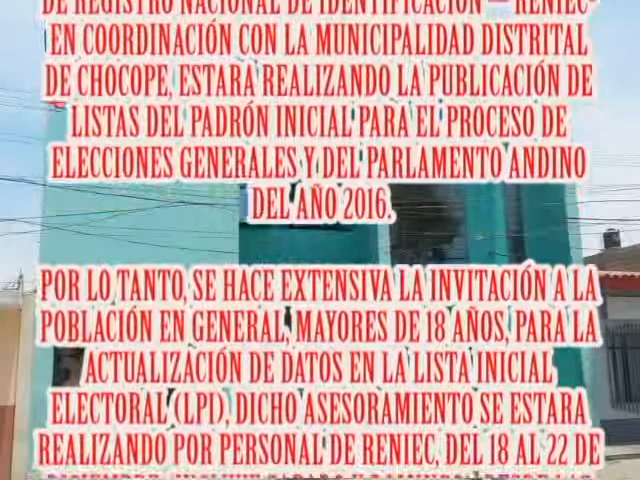 DE REGISTRO NACIONAL DE IDENTIFICACIÓN – RENIEC-
EN COORDINACIÓN CON LA MUNICIPALIDAD DISTRITAL
DE CHOCOPE, ESTARA REALIZANDO LA PUBLICACIÓN DE
LISTAS DEL PADRÓN INICIAL PARA EL PROCESO DE
ELECCIONES GENERALES Y DEL PARLAMENTO ANDINO
DEL AÑO 2016.
POR LO TANTO, SE HACE EXTENSIVA LA INVITACIÓN A LA
POBLACIÓN EN GENERAL, MAYORES DE 18 AÑOS, PARA LA
ACTUALIZACIÓN DE DATOS EN LA LISTA INICIAL
ELECTORAL (LPI), DICHO ASESORAMIENTO SE ESTARA
REALIZANDO POR PERSONAL DE RENIEC, DEL 18 AL 22 DE